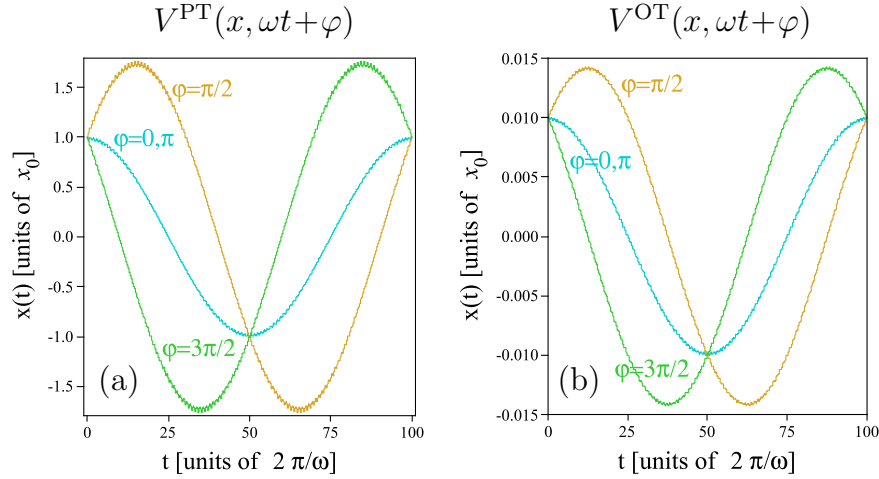 V^PT(x, ωt+φ)
1.5
1.0
0.5
0.0
-0.5
-1.0
-1.5
x(t) [units of x_0]
φ=π/2
φ=0,π
φ=3π/2
(a)
0
25
50
75
100
t [units of 2 π/ω]
V^OT(x, ωt+φ)
0.015
0.010
0.005
0.000
-0.005
-0.010
-0.015
x(t) [units of x_0]
φ=π/2
φ=0,π
φ=3π/2
(b)
0
25
50
75
100
t [units of 2 π/ω]